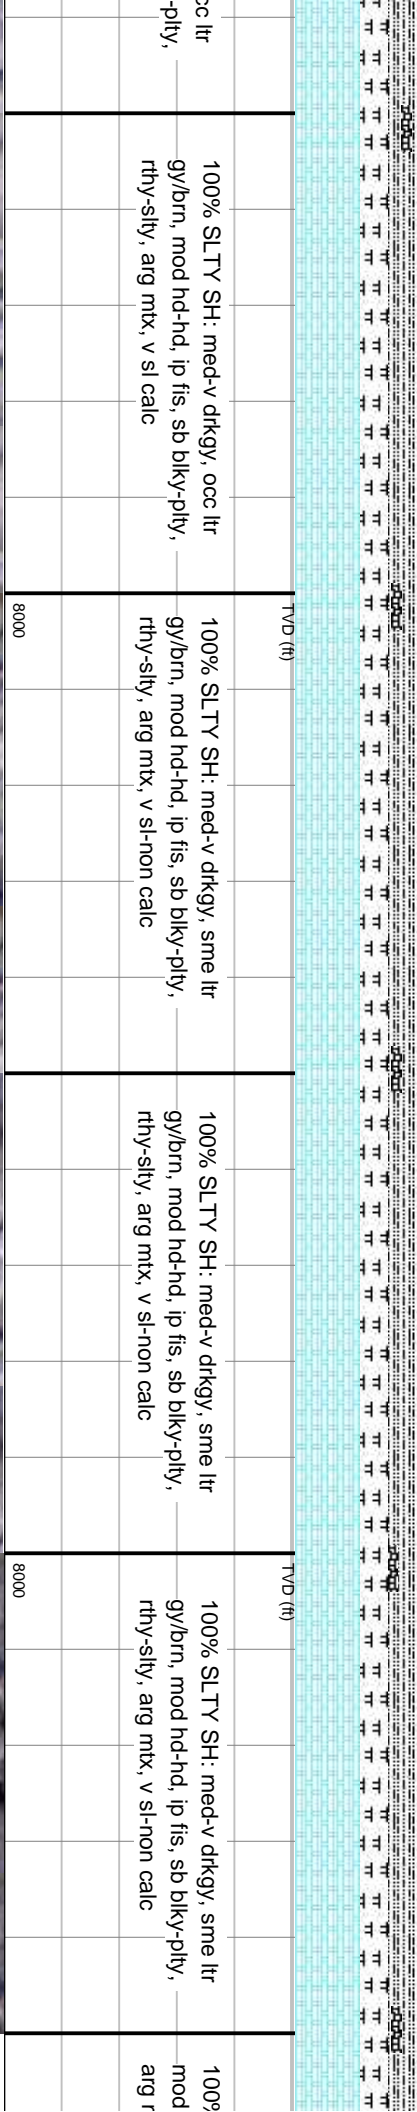 cc ltr
-plty,
100% SLTY SH: med-v drkgy, occ ltr
gy/brn, mod hd-hd, ip fis, sb blky-plty,
rthy-slty, arg mtx, v sl calc
TVD (ft)
8000
100% SLTY SH: med-v drkgy, sme ltr
gy/brn, mod hd-hd, ip fis, sb blky-plty,
rthy-slty, arg mtx, v sl-non calc
100% SLTY SH: med-v drkgy, sme ltr
gy/brn, mod hd-hd, ip fis, sb blky-plty,
rthy-slty, arg mtx, v sl-non calc
TVD (ft)
8000
100% SLTY SH: med-v drkgy, sme ltr
gy/brn, mod hd-hd, ip fis, sb blky-plty,
rthy-slty, arg mtx, v sl-non calc
100%
mod
arg